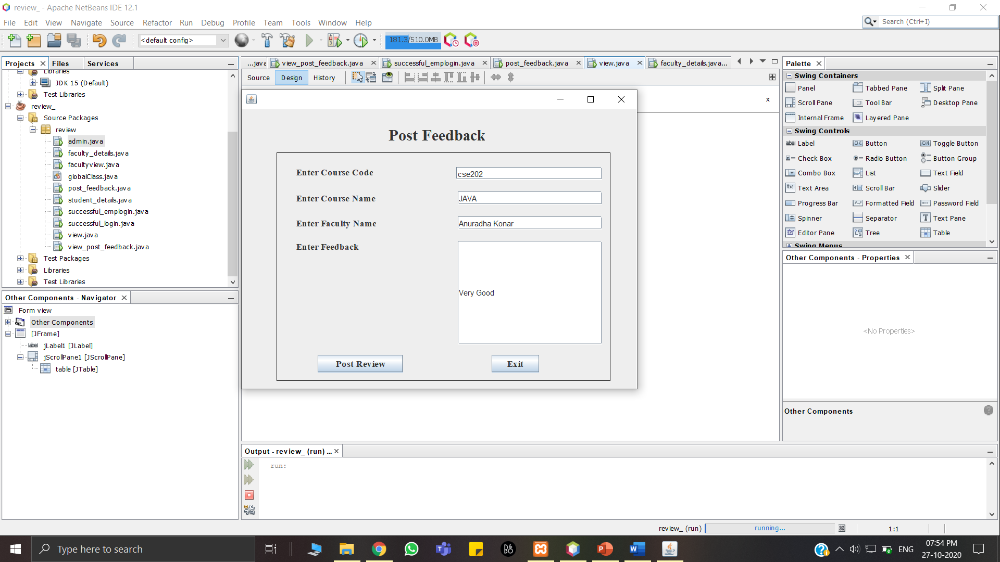 review_ - Apache NetBeans IDE 12.1
File Edit View Navigate Source Refactor Run Debug Profile Team Tools Window Help
Search (Ctrl+I)
<default config>
181.3/510.0MB
Projects Files Services
Libraries
JDK 15 (Default)
Test Libraries
review_
Source Packages
review
admin.java
faculty_details.java
facultyview.java
globalClass.java
post_feedback.java
student_details.java
successful_emplogin.java
successful_login.java
view.java
view_post_feedback.java
Test Packages
Libraries
Test Libraries
Other Components - Navigator
Form view
Other Components
[JFrame]
jLabel1 [JLabel]
jScrollPane1 [JScrollPane]
table [JTable]
...java view_post_feedback.java successful_emplogin.java post_feedback.java view.java faculty_details.java...
Source Design History
x
Post Feedback
Enter Course Code
cse202
Enter Course Name
JAVA
Enter Faculty Name
Anuradha Konar
Enter Feedback
Very Good
Post Review
Exit
Palette
Swing Containers
Panel Tabbed Pane Split Pane
Scroll Pane Tool Bar Desktop Pane
Internal Frame Layered Pane
Swing Controls
label Label OK Button ON Toggle Button
Check Box Radio Button Button Group
Combo Box List Text Field
Text Area Scroll Bar Slider
Progress Bar Formatted Field Password Field
Spinner Separator Text Pane
Editor Pane Tree Table
Swing Menus
Other Components - Properties
<No Properties>
Other Components
Output - review_ (run) ...
run:
review_ (run) running... 1:1
Type here to search
ENG
07:54 PM
27-10-2020